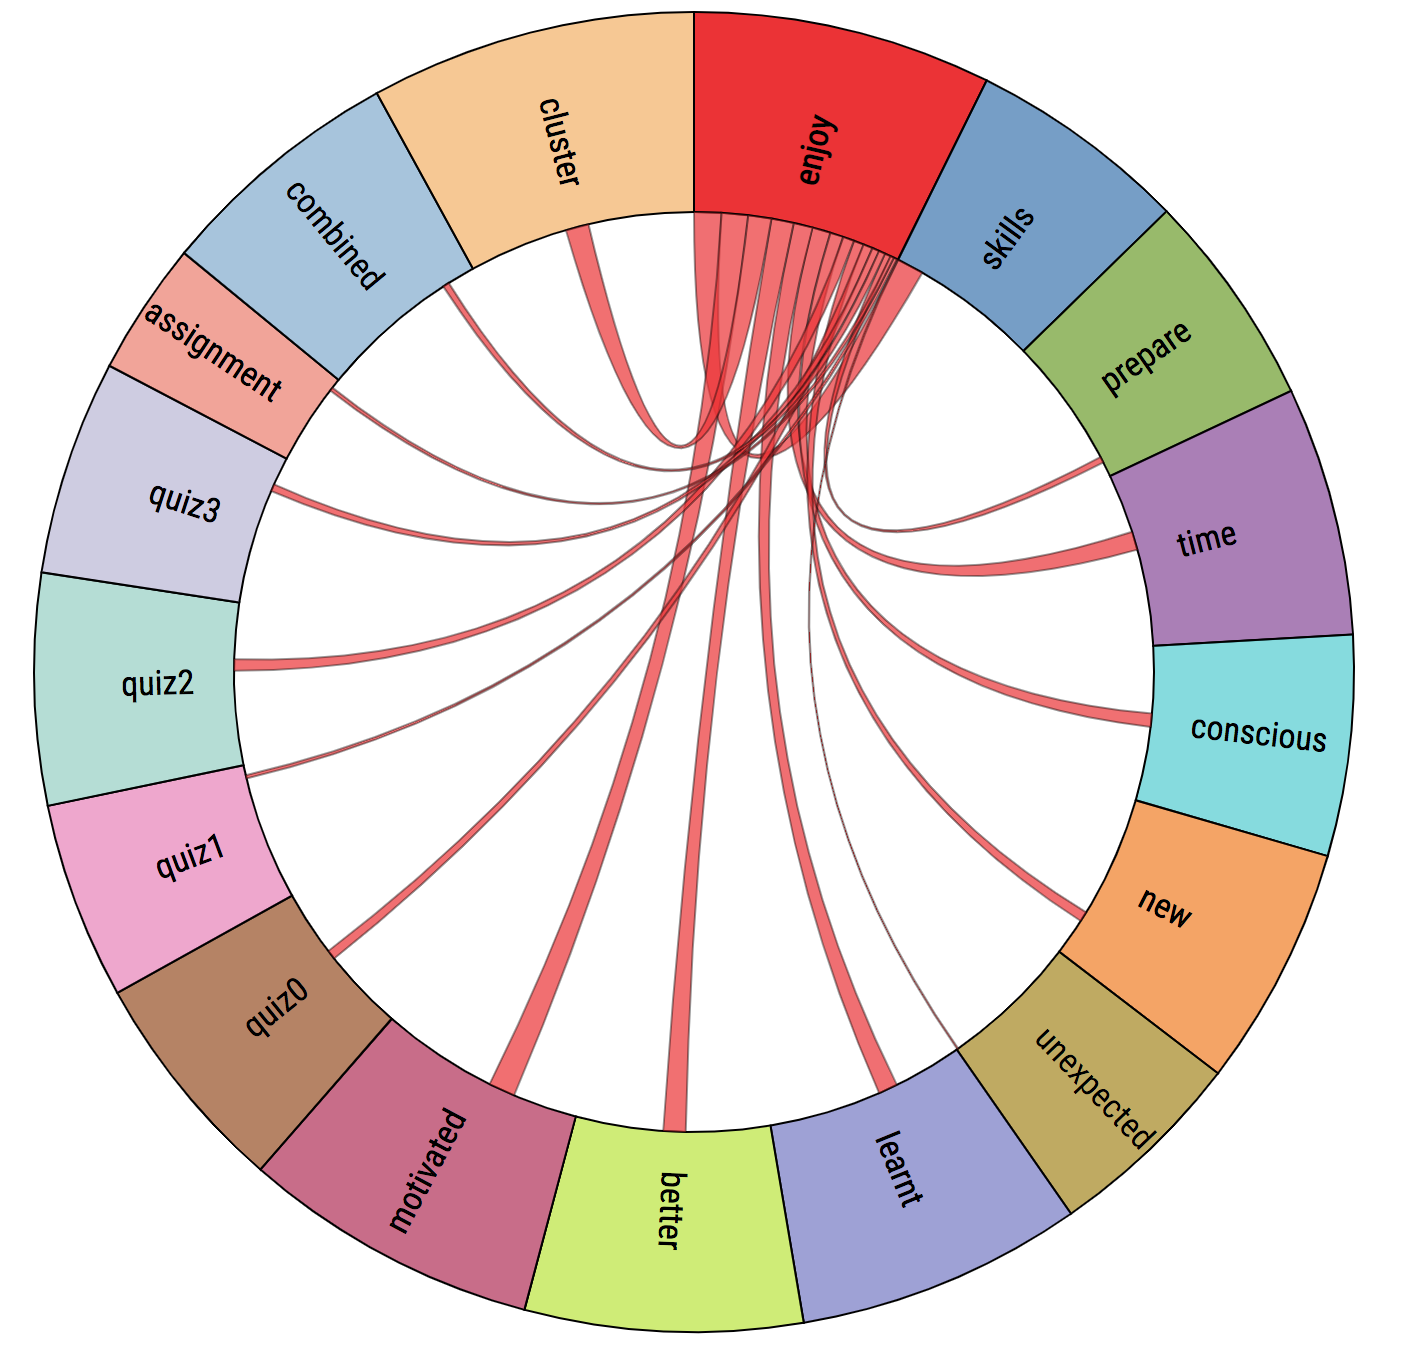 enjoy
skills
prepare
time
conscious
new
unexpected
learnt
better
motivated
quiz0
quiz1
quiz2
quiz3
assignment
combined
cluster